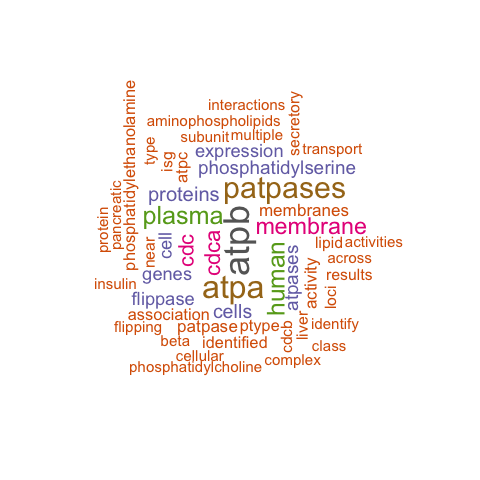 interactions
aminophospholipids
subunit multiple
secretory
transport
expression
phosphatidylserine
phosphatidylethanolamine
type
isg
atpc
proteins
patpases
plasma
membranes
membrane
protein
pancreatic
near
cell
cdc
cdca
atpb
human
atpases
lipid activities
across
activity
results
insulin
genes
atpa
loci
flippase
cells
association
flipping
patpase ptype
cdcb
liver
identify
beta
identified
class
cellular
complex
phosphatidylcholine